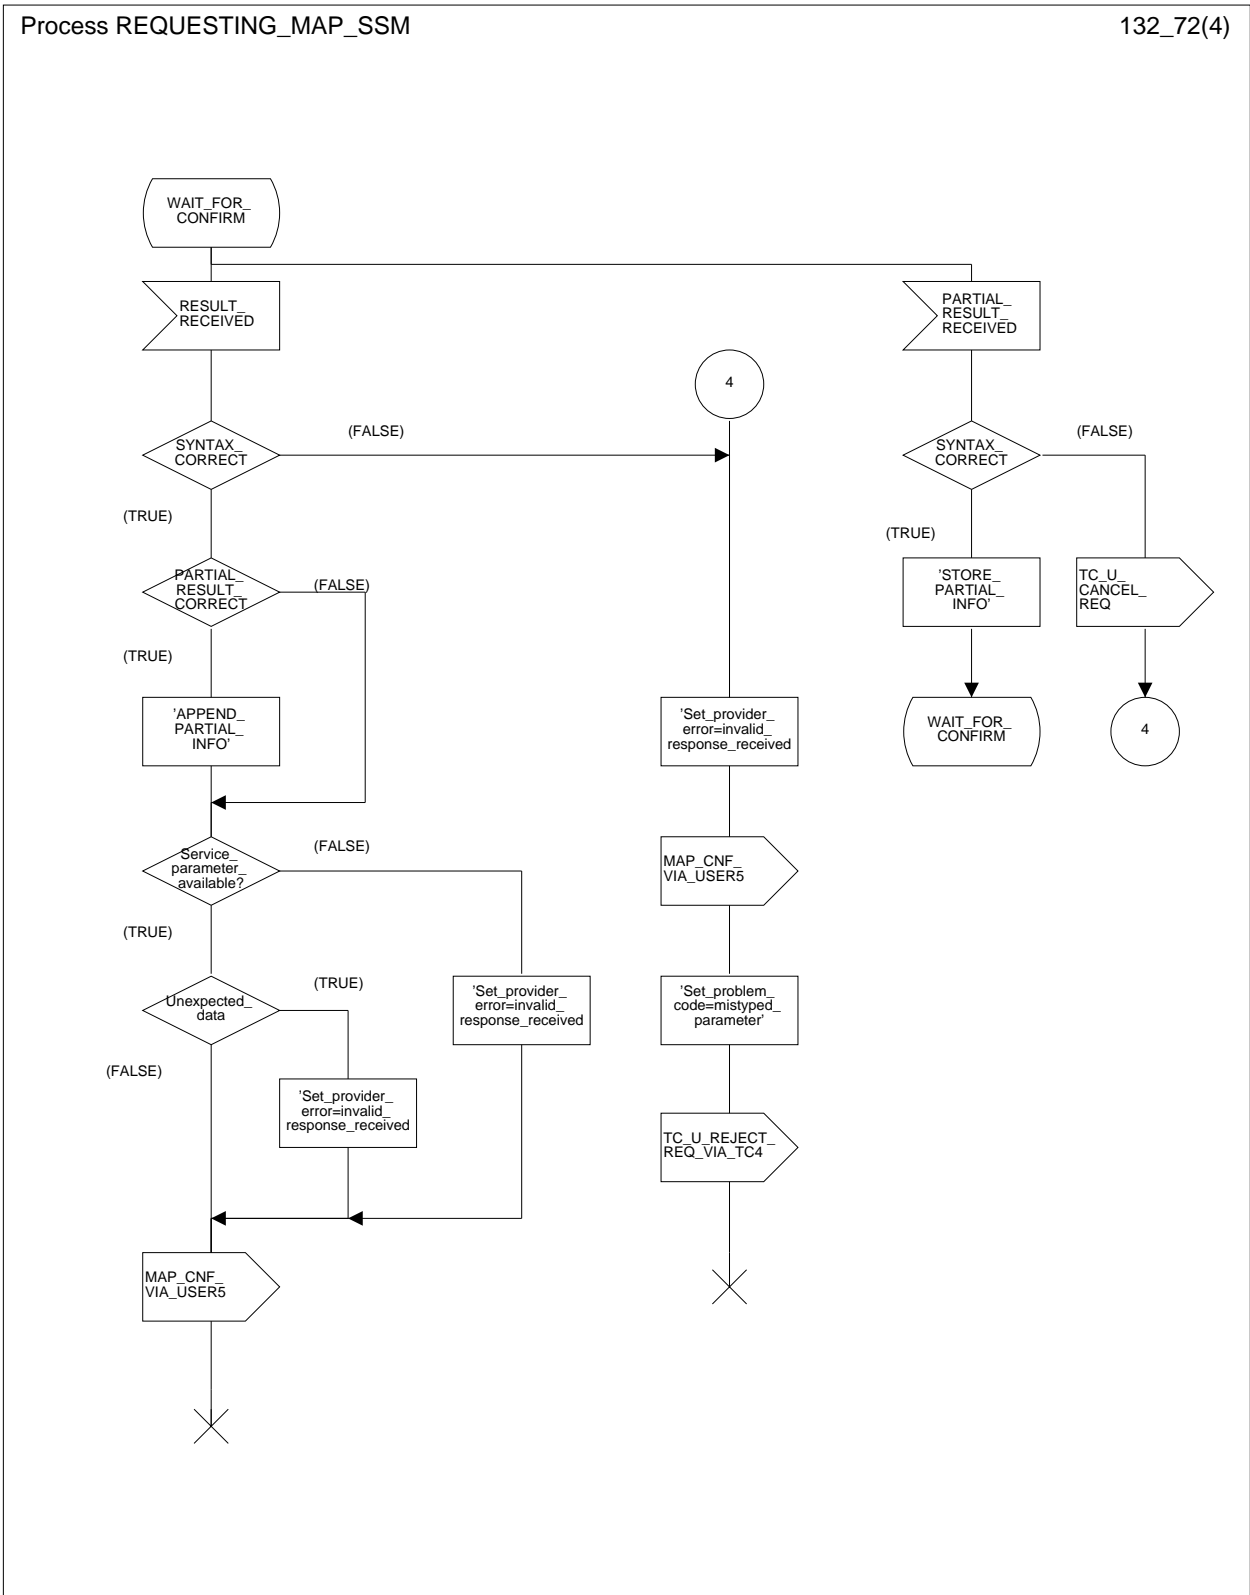 Process REQUESTING_MAP_SSM
132_72(4)
WAIT_FOR_
CONFIRM
RESULT_
RECEIVED
PARTIAL_
RESULT_
RECEIVED
4
SYNTAX_
CORRECT
(FALSE)
SYNTAX_
CORRECT
(FALSE)
(TRUE)
(TRUE)
PARTIAL_
RESULT_
CORRECT
(FALSE)
'STORE_
PARTIAL_
INFO'
TC_U_
CANCEL_
REQ
(TRUE)
'APPEND_
PARTIAL_
INFO'
'Set_provider_
error=invalid_
response_received
WAIT_FOR_
CONFIRM
4
Service_
parameter_
available?
(FALSE)
MAP_CNF_
VIA_USER5
(TRUE)
Unexpected_
data
(TRUE)
'Set_provider_
error=invalid_
response_received
'Set_problem_
code=mistyped_
parameter'
(FALSE)
'Set_provider_
error=invalid_
response_received
TC_U_REJECT_
REQ_VIA_TC4
MAP_CNF_
VIA_USER5